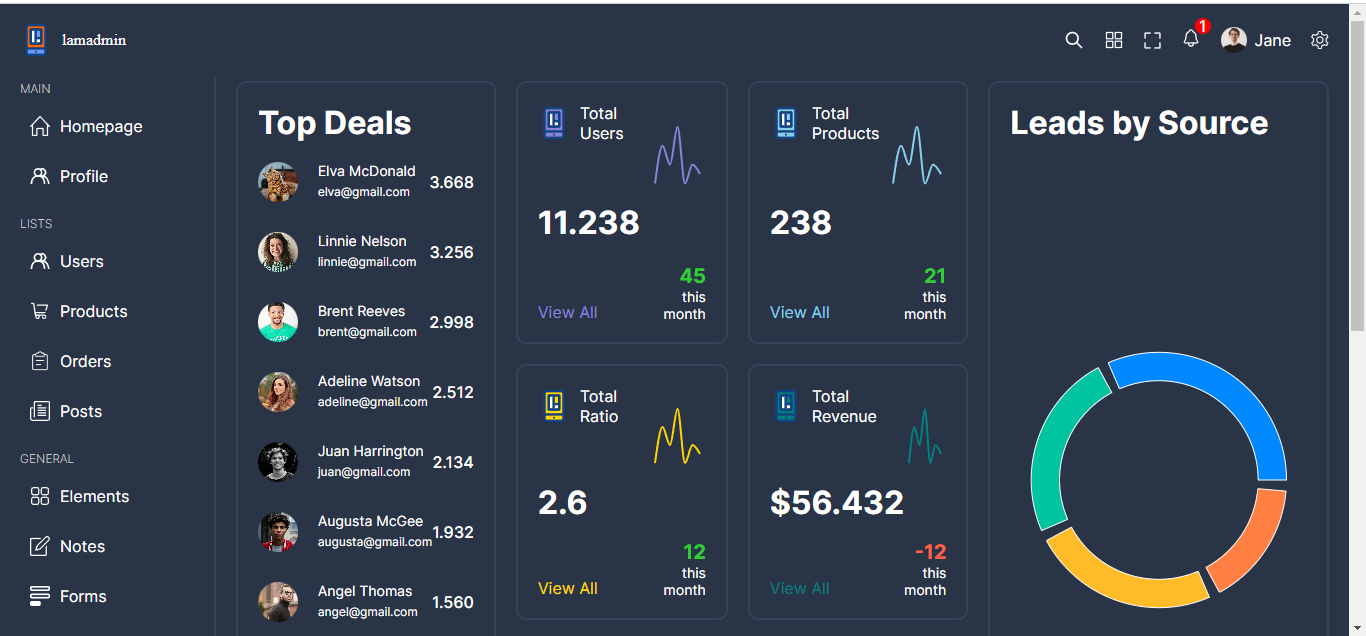 lamadmin
1
Jane
MAIN
Homepage
Profile
LISTS
Users
Products
Orders
Posts
GENERAL
Elements
Notes
Forms
Top Deals
Elva McDonald
elva@gmail.com
3.668
Linnie Nelson
linnie@gmail.com
3.256
Brent Reeves
brent@gmail.com
2.998
Adeline Watson
adeline@gmail.com
2.512
Juan Harrington
juan@gmail.com
2.134
Augusta McGee
augusta@gmail.com
1.932
Angel Thomas
angel@gmail.com
1.560
Total
Users
11.238
View All
45
this
month
Total
Products
238
View All
21
this
month
Total
Ratio
2.6
View All
12
this
month
Total
Revenue
$56.432
View All
-12
this
month
Leads by Source